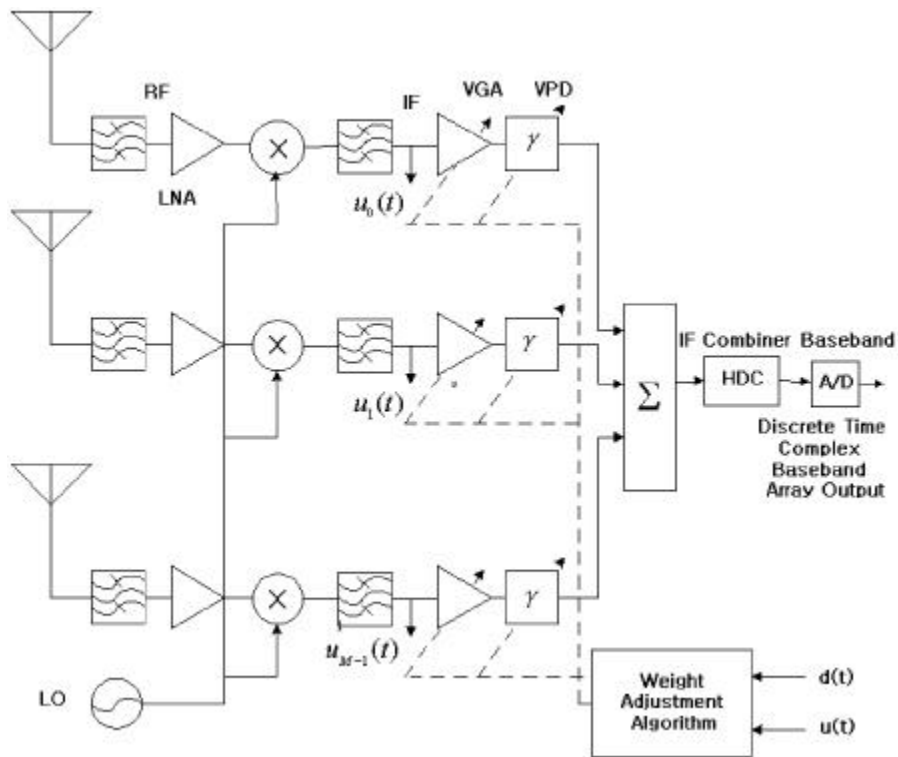 RF
IF
VGA
VPD
γ
LNA
u₀(t)
γ
u₁(t)
Σ
IF Combiner Baseband
HDC
A/D
Discrete Time
Complex
Baseband
Array Output
γ
u_M−1(t)
LO
Weight
Adjustment
Algorithm
d(t)
u(t)